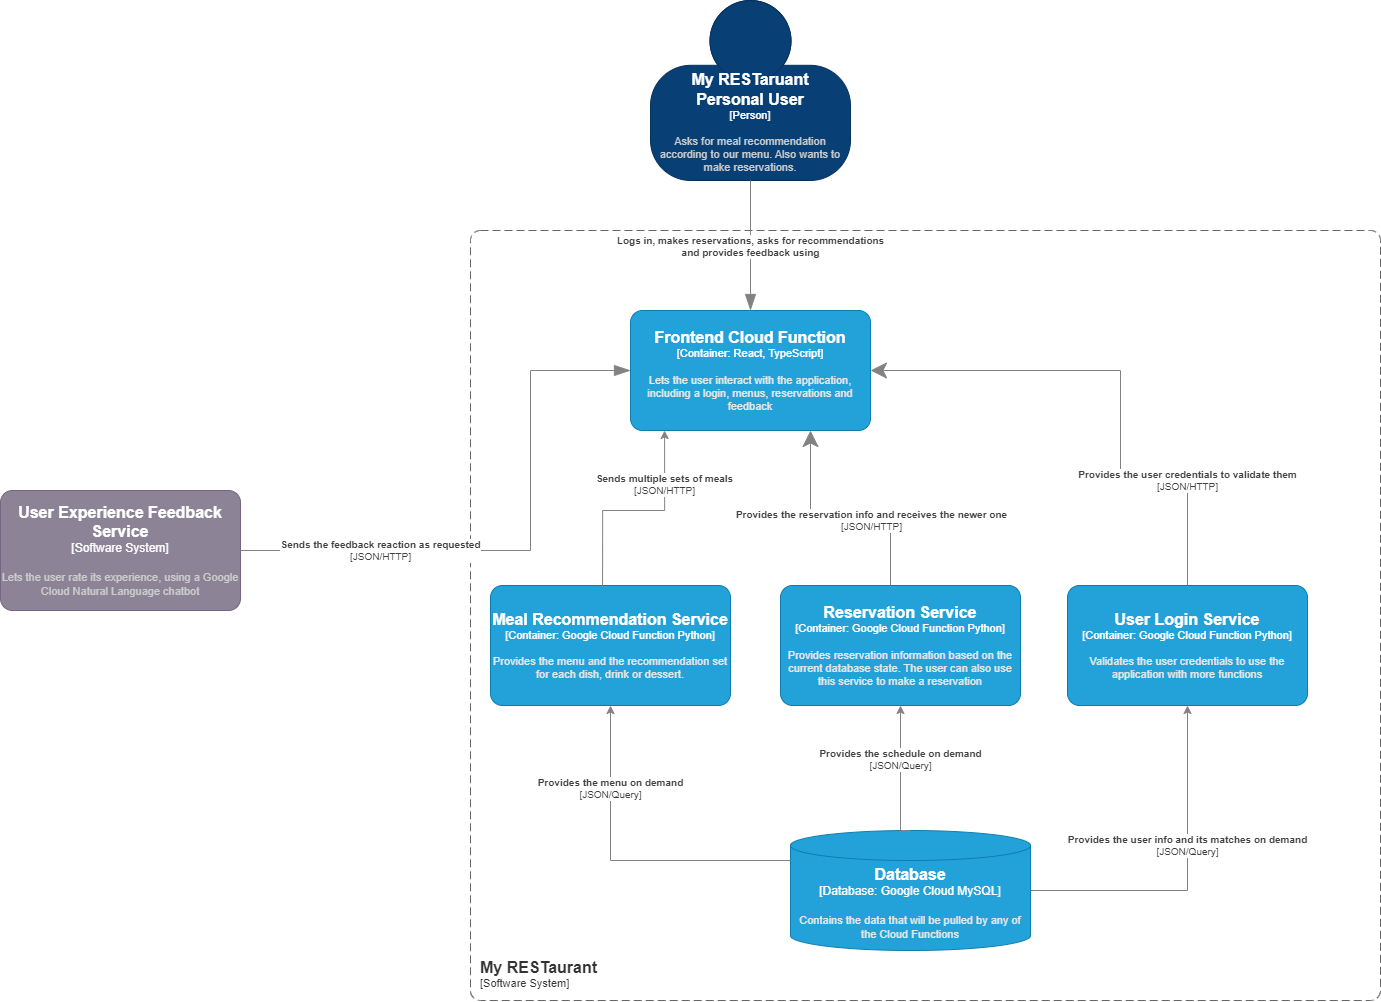 My RESTaruant
Personal User
[Person]
Asks for meal recommendation
according to our menu. Also wants to
make reservations.
Logs in, makes reservations, asks for recommendations
and provides feedback using
Frontend Cloud Function
[Container: React, TypeScript]
Lets the user interact with the application,
including a login, menus, reservations and
feedback
Sends multiple sets of meals
[JSON/HTTP]
Provides the reservation info and receives the newer one
[JSON/HTTP]
Provides the user credentials to validate them
[JSON/HTTP]
User Experience Feedback
Service
[Software System]
Lets the user rate its experience, using a Google
Cloud Natural Language chatbot
Sends the feedback reaction as requested
[JSON/HTTP]
Meal Recommendation Service
[Container: Google Cloud Function Python]
Provides the menu and the recommendation set
for each dish, drink or dessert.
Reservation Service
[Container: Google Cloud Function Python]
Provides reservation information based on the
current database state. The user can also use
this service to make a reservation
User Login Service
[Container: Google Cloud Function Python]
Validates the user credentials to use the
application with more functions
Provides the menu on demand
[JSON/Query]
Provides the schedule on demand
[JSON/Query]
Provides the user info and its matches on demand
[JSON/Query]
Database
[Database: Google Cloud MySQL]
Contains the data that will be pulled by any of
the Cloud Functions
My RESTaurant
[Software System]